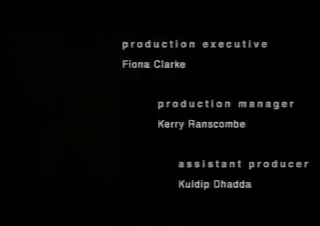 production executive
Fiona Clarke
production manager
Kerry Ranscombe
assistant producer
Kuldip Dhadda